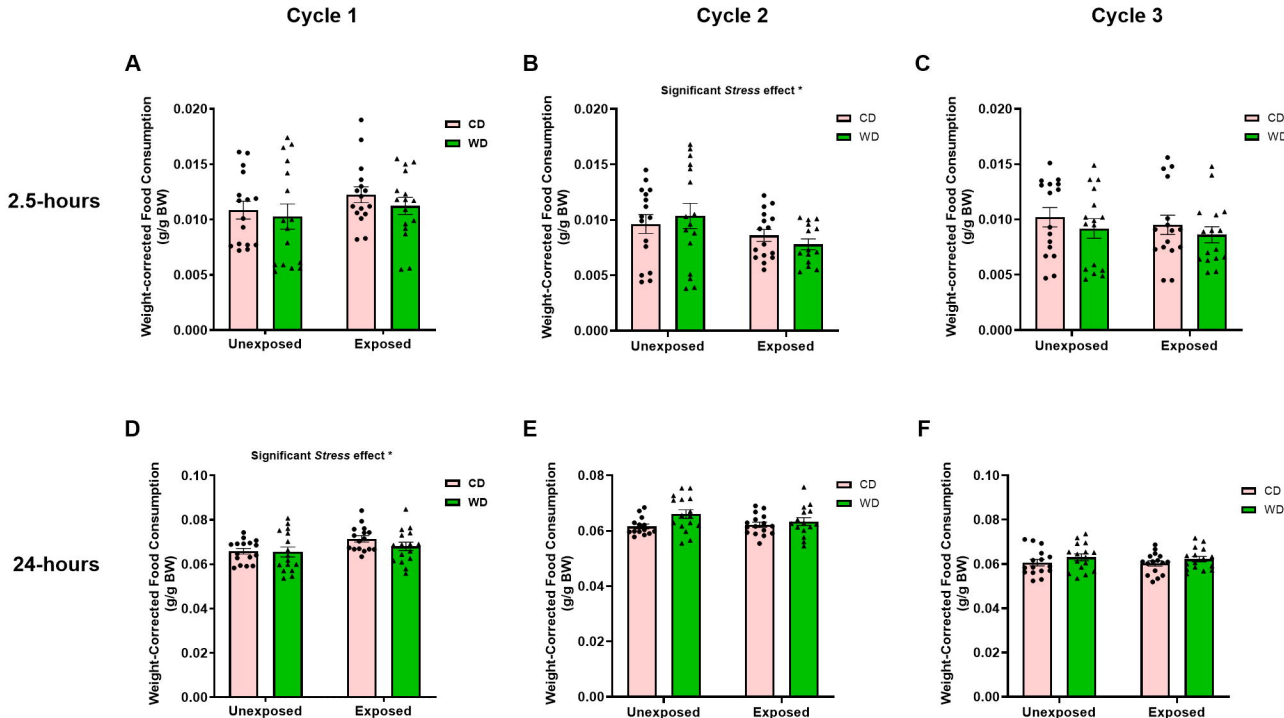 Cycle 1
Cycle 2
Cycle 3
2.5-hours
A
Weight-corrected Food Consumption
(g/g BW)
0.020
0.015
0.010
0.005
0.000
Unexposed
Exposed
CD
WD
B
Significant Stress effect *
Weight-Corrected Food Consumption
(g/g BW)
0.020
0.015
0.010
0.005
0.000
Unexposed
Exposed
CD
WD
C
Weight-corrected Food Consumption
(g/g BW)
0.020
0.015
0.010
0.005
0.000
Unexposed
Exposed
CD
WD
24-hours
D
Significant Stress effect *
Weight-Corrected Food Consumption
(g/g BW)
0.10
0.08
0.06
0.04
0.02
0.00
Unexposed
Exposed
CD
WD
E
Weight-Corrected Food Consumption
(g/g BW)
0.08
0.06
0.04
0.02
0.00
Unexposed
Exposed
CD
WD
F
Weight-Corrected Food Consumption
(g/g BW)
0.10
0.08
0.06
0.04
0.02
0.00
Unexposed
Exposed
CD
WD